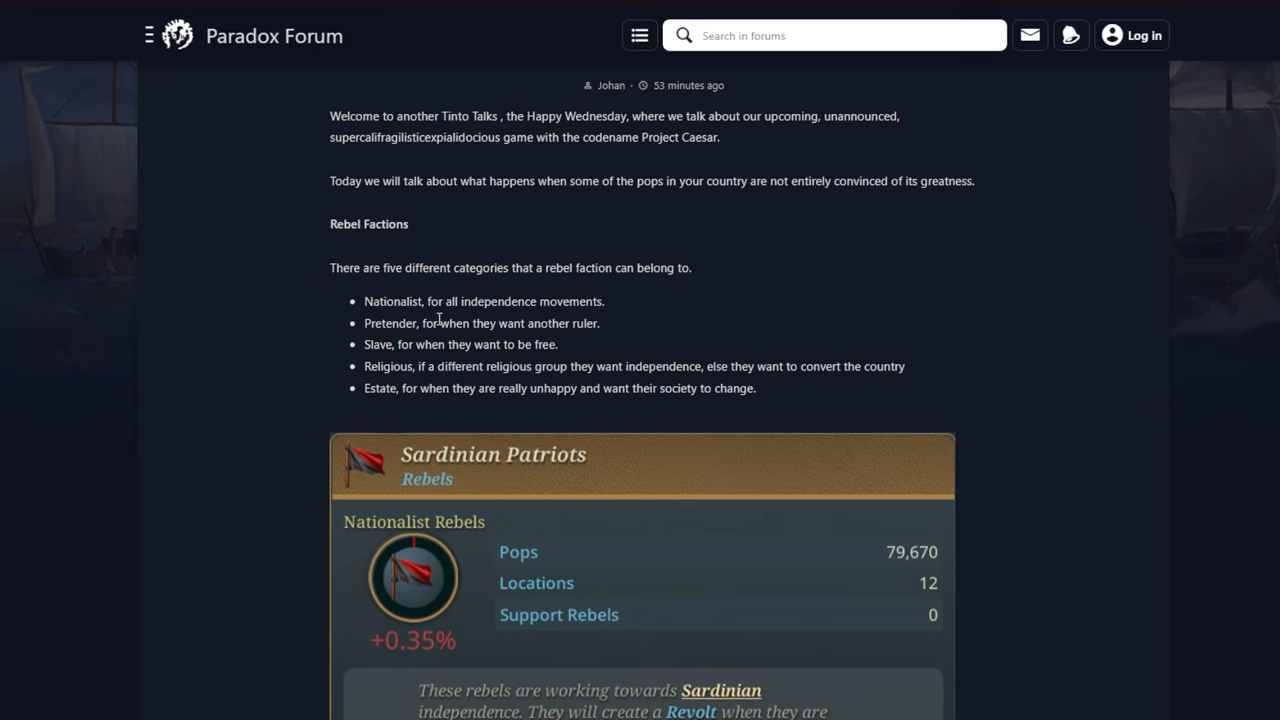 Paradox Forum
Search in forums
Log in
Johan · 53 minutes ago
Welcome to another Tinto Talks , the Happy Wednesday, where we talk about our upcoming, unannounced,
supercalifragilisticexpialidocious game with the codename Project Caesar.
Today we will talk about what happens when some of the pops in your country are not entirely convinced of its greatness.
Rebel Factions
There are five different categories that a rebel faction can belong to.
• Nationalist, for all independence movements.
• Pretender, for when they want another ruler.
• Slave, for when they want to be free.
• Religious, if a different religious group they want independence, else they want to convert the country
• Estate, for when they are really unhappy and want their society to change.
Sardinian Patriots
Rebels
Nationalist Rebels
Pops 79,670
Locations 12
Support Rebels 0
+0.35%
These rebels are working towards Sardinian
independence. They will create a Revolt when they are